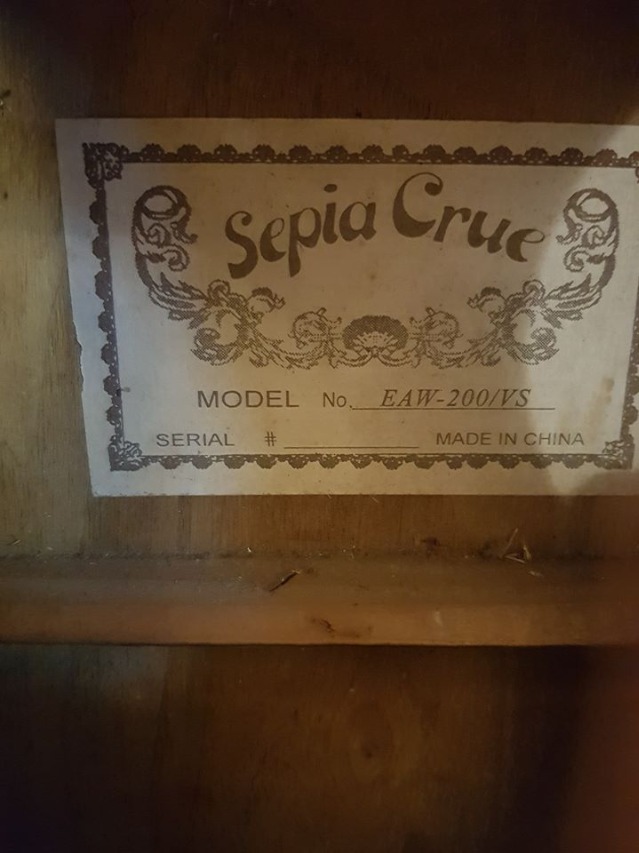 Sepia Crue
MODEL No. EAW-200/VS
SERIAL # MADE IN CHINA